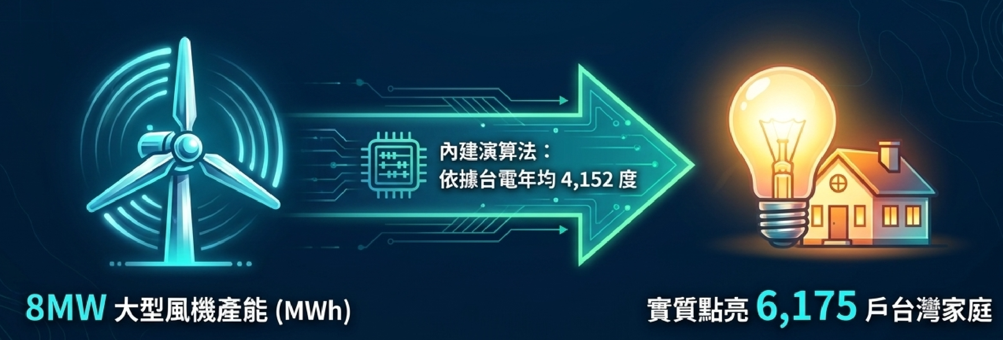 內建演算法：
依據台電年均 4,152 度
8MW 大型風機產能 (MWh)
實質點亮 6,175 戶台灣家庭